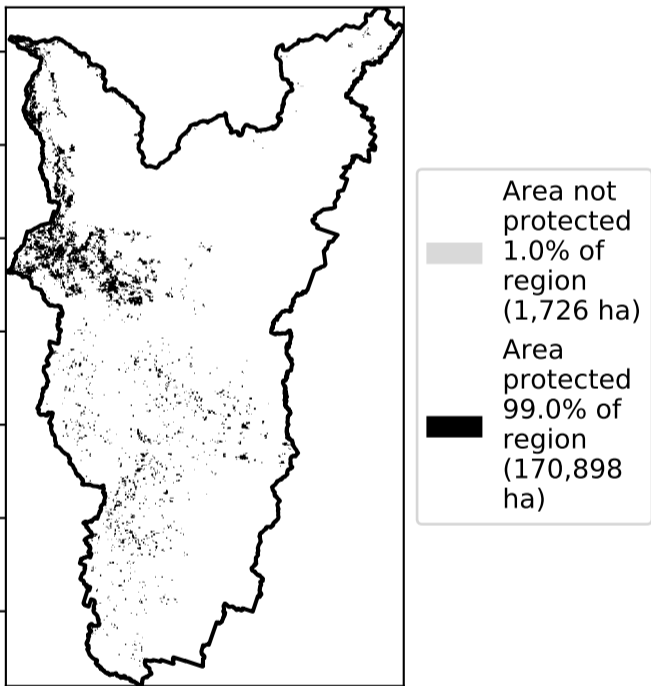 Area not
protected
1.0% of
region
(1,726 ha)
Area
protected
99.0% of
region
(170,898
ha)